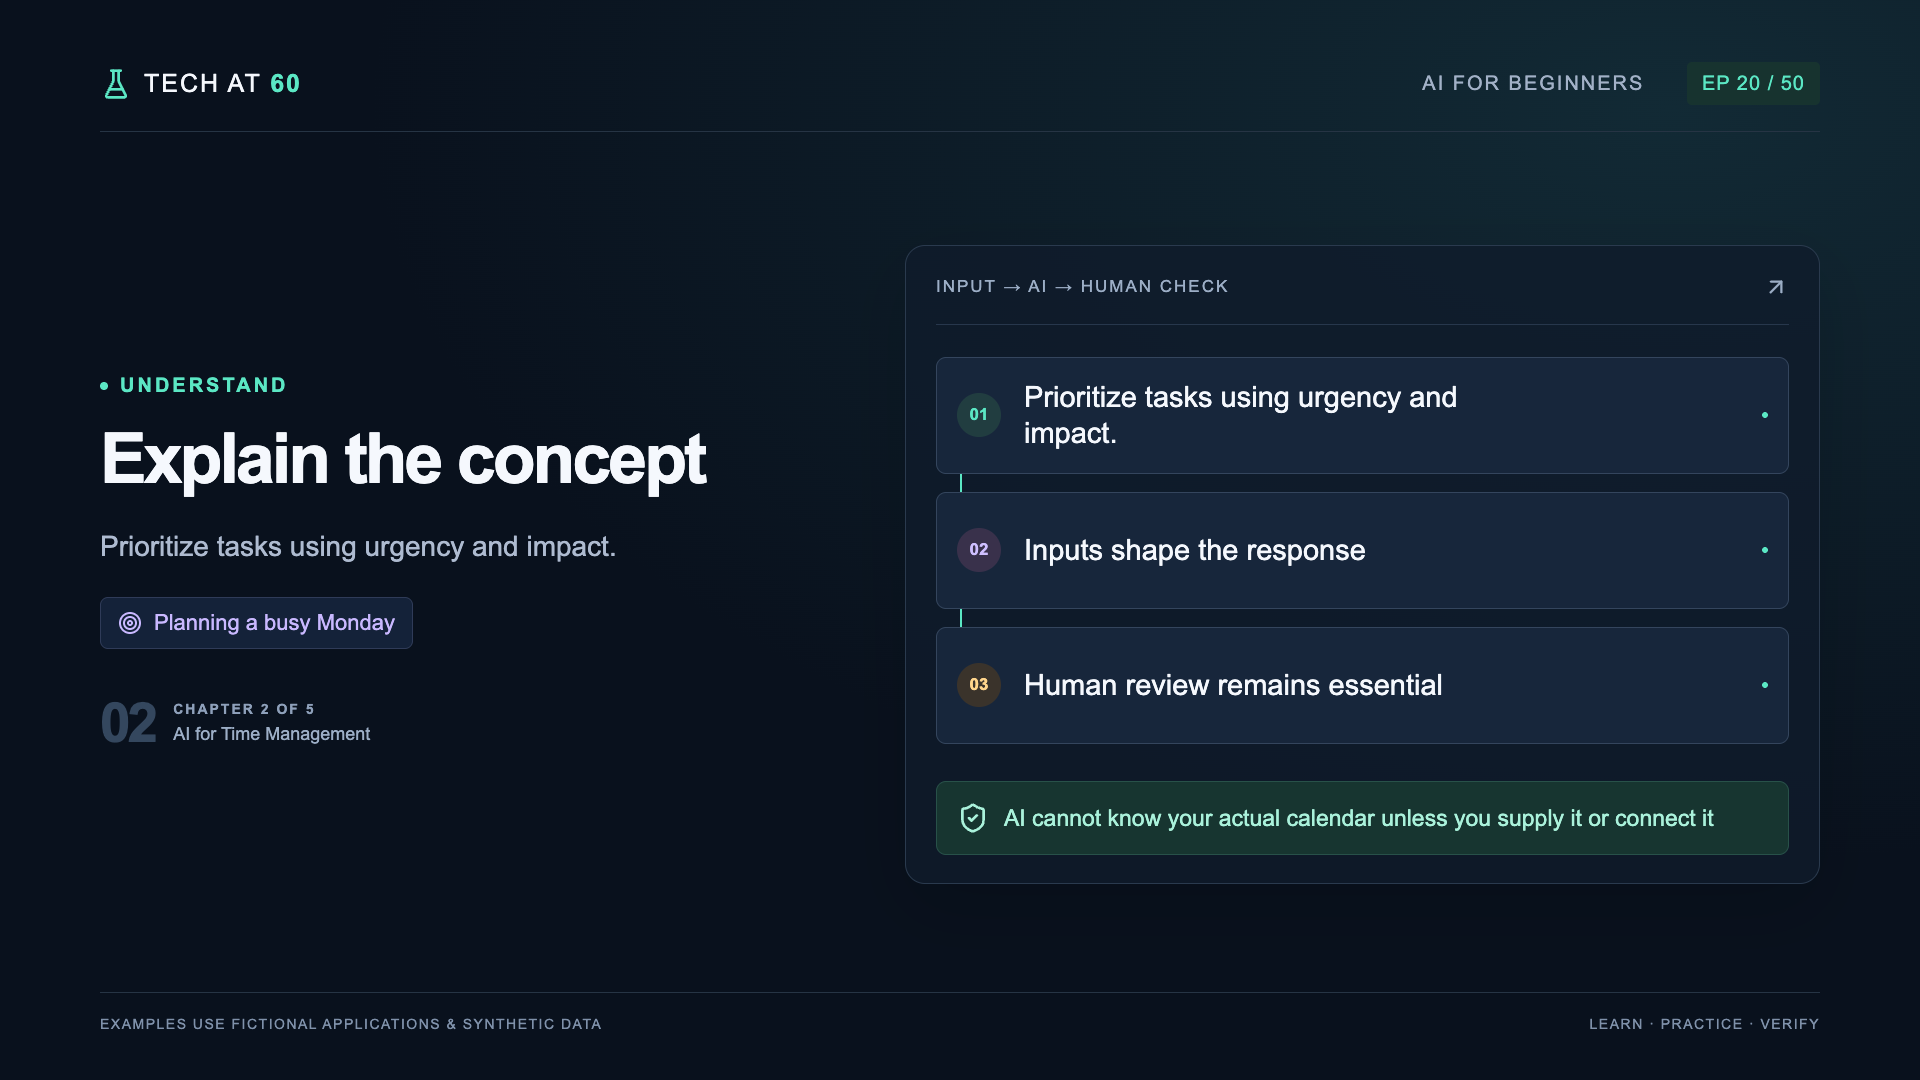 TECH AT 60
AI FOR BEGINNERS
EP 20 / 50
UNDERSTAND
Explain the concept
Prioritize tasks using urgency and impact.
Planning a busy Monday
02
CHAPTER 2 OF 5
AI for Time Management
INPUT → AI → HUMAN CHECK
01
Prioritize tasks using urgency and
impact.
02
Inputs shape the response
03
Human review remains essential
AI cannot know your actual calendar unless you supply it or connect it
EXAMPLES USE FICTIONAL APPLICATIONS & SYNTHETIC DATA
LEARN · PRACTICE · VERIFY